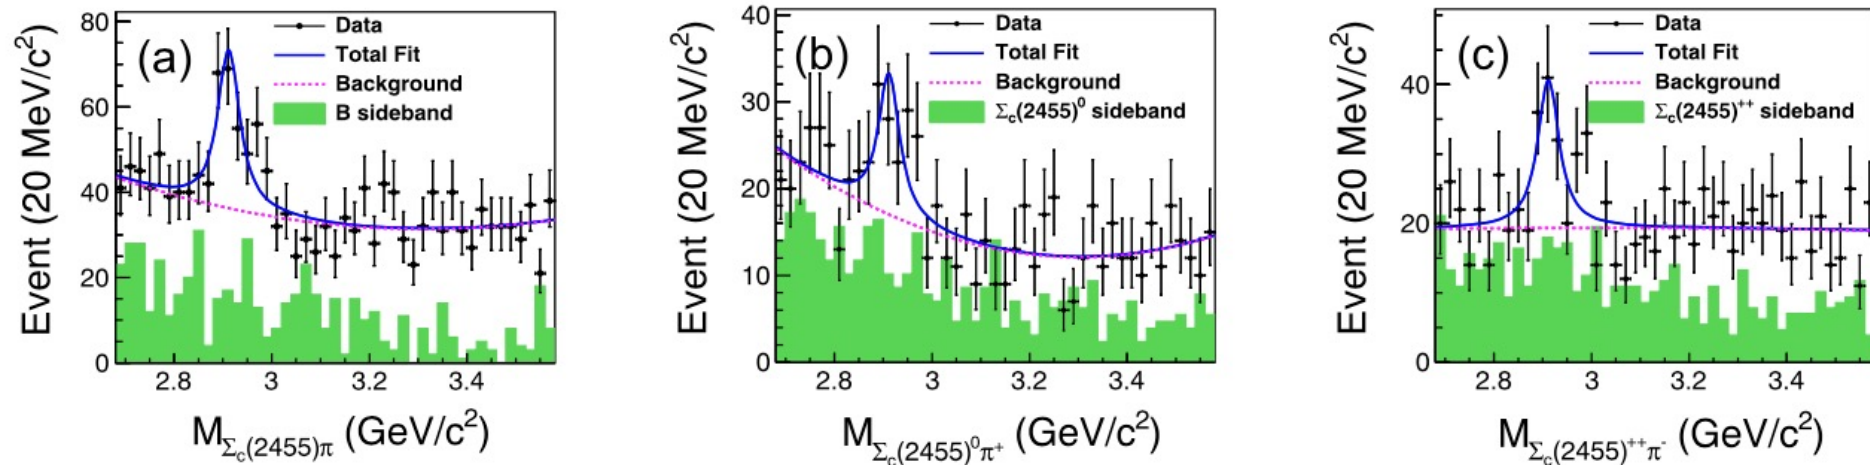 Event (20 MeV/c²)
80
60
40
20
0
(a)
Data
Total Fit
Background
B sideband
2.8
3
3.2
3.4
M_Σc(2455)π (GeV/c²)
Event (20 MeV/c²)
40
30
20
10
0
(b)
Data
Total Fit
Background
Σc(2455)⁰ sideband
2.8
3
3.2
3.4
M_Σc(2455)⁰π⁺ (GeV/c²)
Event (20 MeV/c²)
40
20
0
(c)
Data
Total Fit
Background
Σc(2455)⁺⁺ sideband
2.8
3
3.2
3.4
M_Σc(2455)⁺⁺π⁻ (GeV/c²)